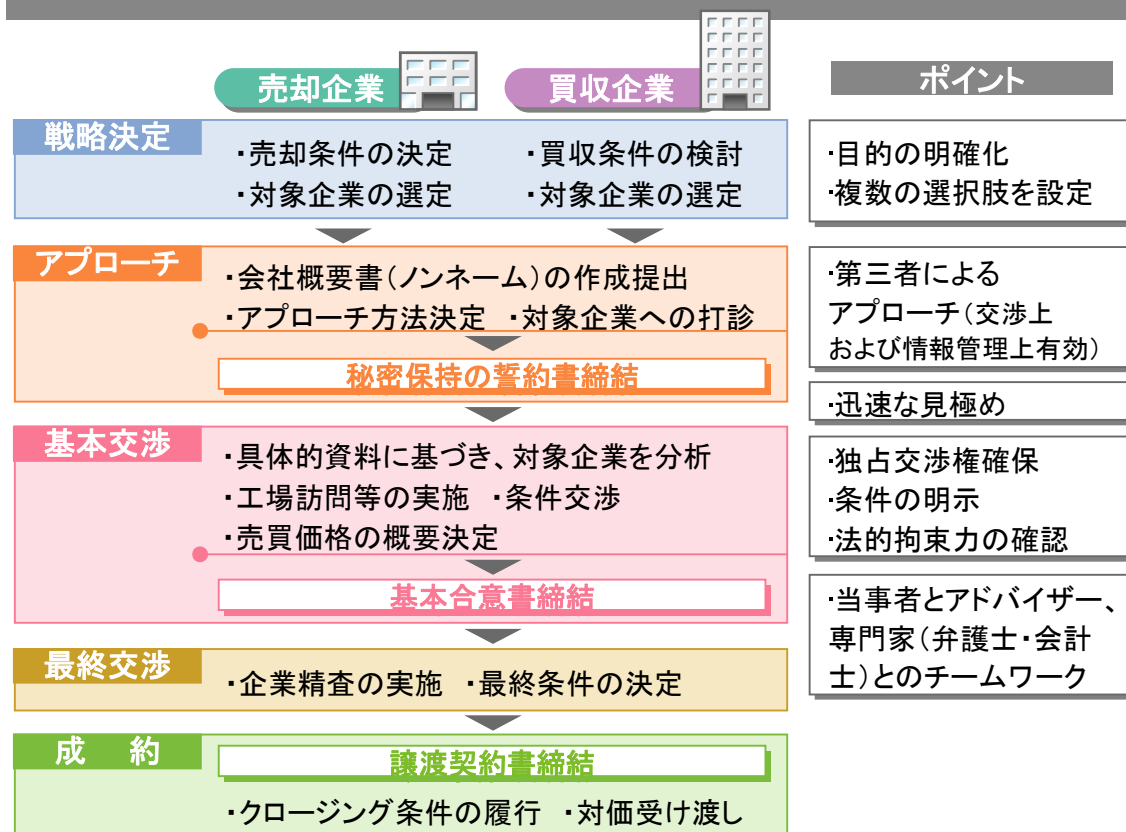 売却企業
買収企業
ポイント
戦略決定
・売却条件の決定
・対象企業の選定
・買収条件の検討
・対象企業の選定
・目的の明確化
・複数の選択肢を設定
アプローチ
・会社概要書(ノンネーム)の作成提出
・アプローチ方法決定 ・対象企業への打診
秘密保持の誓約書締結
・第三者による
アプローチ(交渉上
および情報管理上有効)
・迅速な見極め
基本交渉
・具体的資料に基づき、対象企業を分析
・工場訪問等の実施 ・条件交渉
・売買価格の概要決定
基本合意書締結
・独占交渉権確保
・条件の明示
・法的拘束力の確認
・当事者とアドバイザー、
専門家(弁護士・会計
士)とのチームワーク
最終交渉
・企業精査の実施 ・最終条件の決定
成 約
譲渡契約書締結
・クロージング条件の履行 ・対価受け渡し